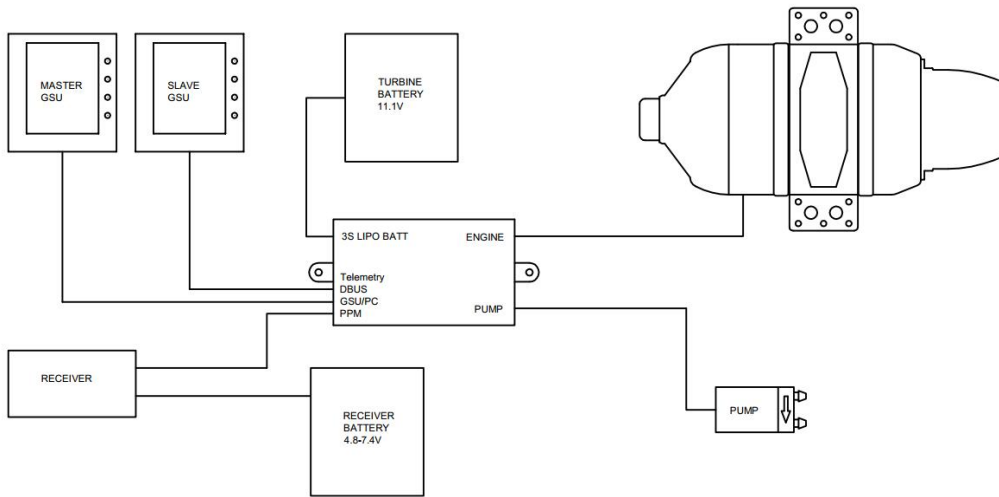 MASTER
GSU
SLAVE
GSU
TURBINE
BATTERY
11.1V
3S LIPO BATT
ENGINE
Telemetry
DBUS
GSU/PC
PPM
PUMP
RECEIVER
RECEIVER
BATTERY
4.8-7.4V
PUMP